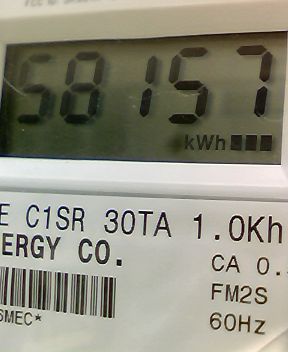 58157
kWh
E C1SR 30TA 1.0Kh
ERGY CO.
CA 0.
FM2S
SMEC*
60Hz